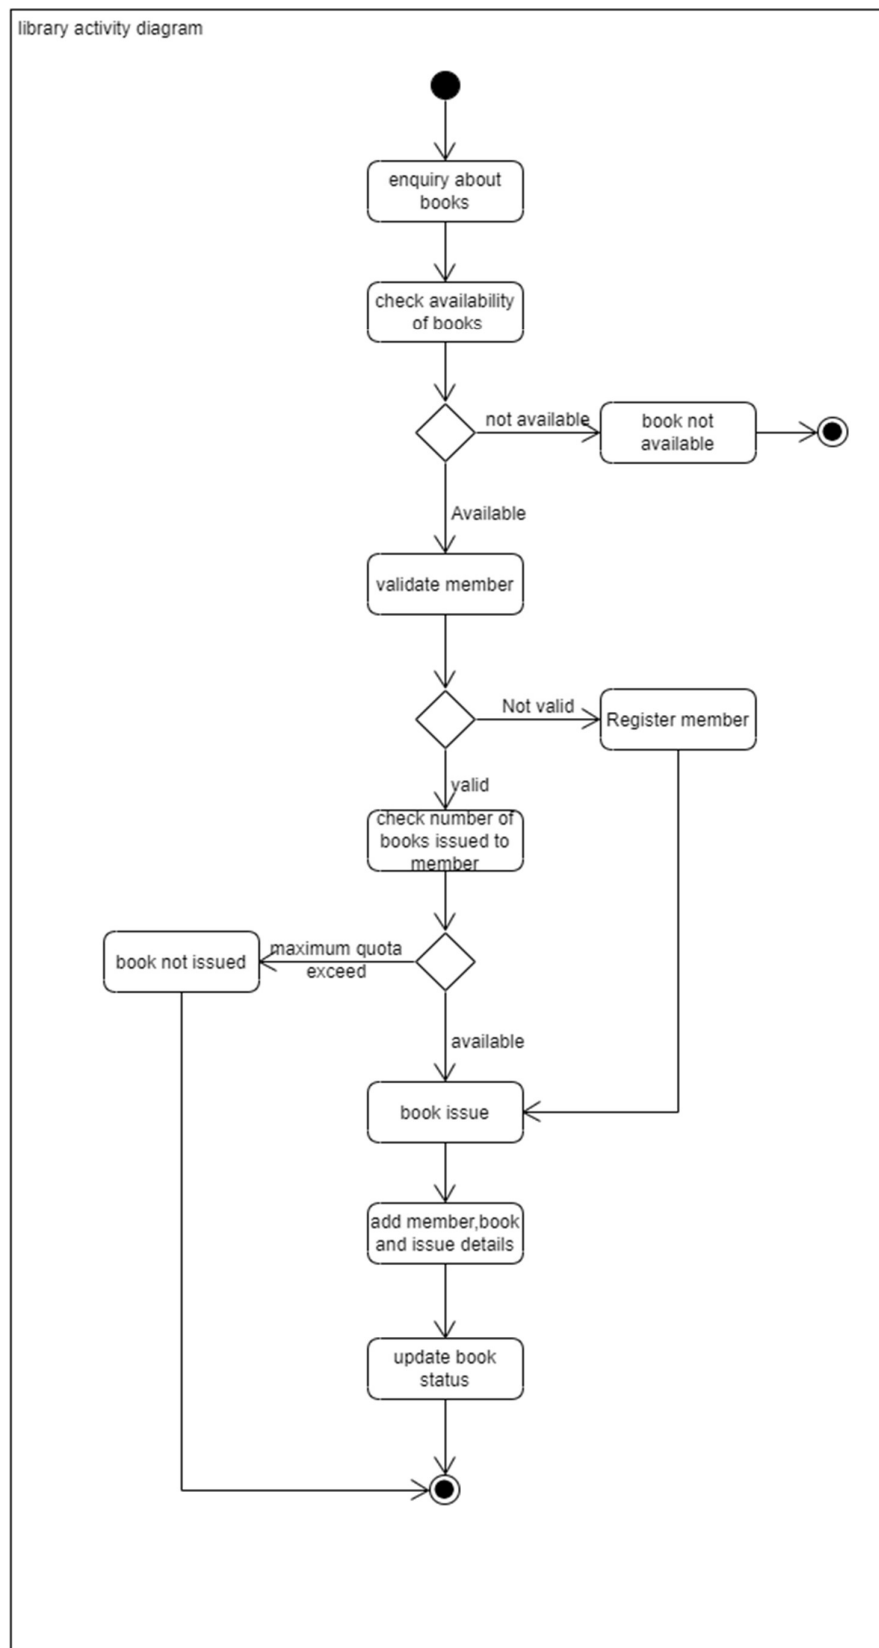 library activity diagram
enquiry about
books
check availability
of books
not available
book not
available
Available
validate member
Not valid
Register member
valid
check number of
books issued to
member
maximum quota
exceed
book not issued
available
book issue
add member,book
and issue details
update book
status